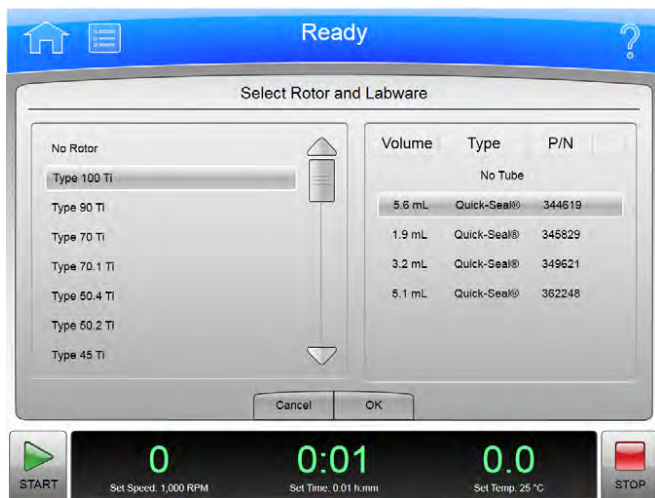 Ready
?
Select Rotor and Labware
No Rotor
Type 100 Ti
Type 90 Ti
Type 70 Ti
Type 70.1 Ti
Type 50.4 Ti
Type 50.2 Ti
Type 45 Ti
Volume Type P/N
No Tube
5.6 mL Quick-Seal® 344619
1.9 mL Quick-Seal® 345829
3.2 mL Quick-Seal® 349621
5.1 mL Quick-Seal® 362248
Cancel OK
START
0
Set Speed. 1,000 RPM
0:01
Set Time. 0.01 h:mm
0.0
Set Temp. 25 °C
STOP